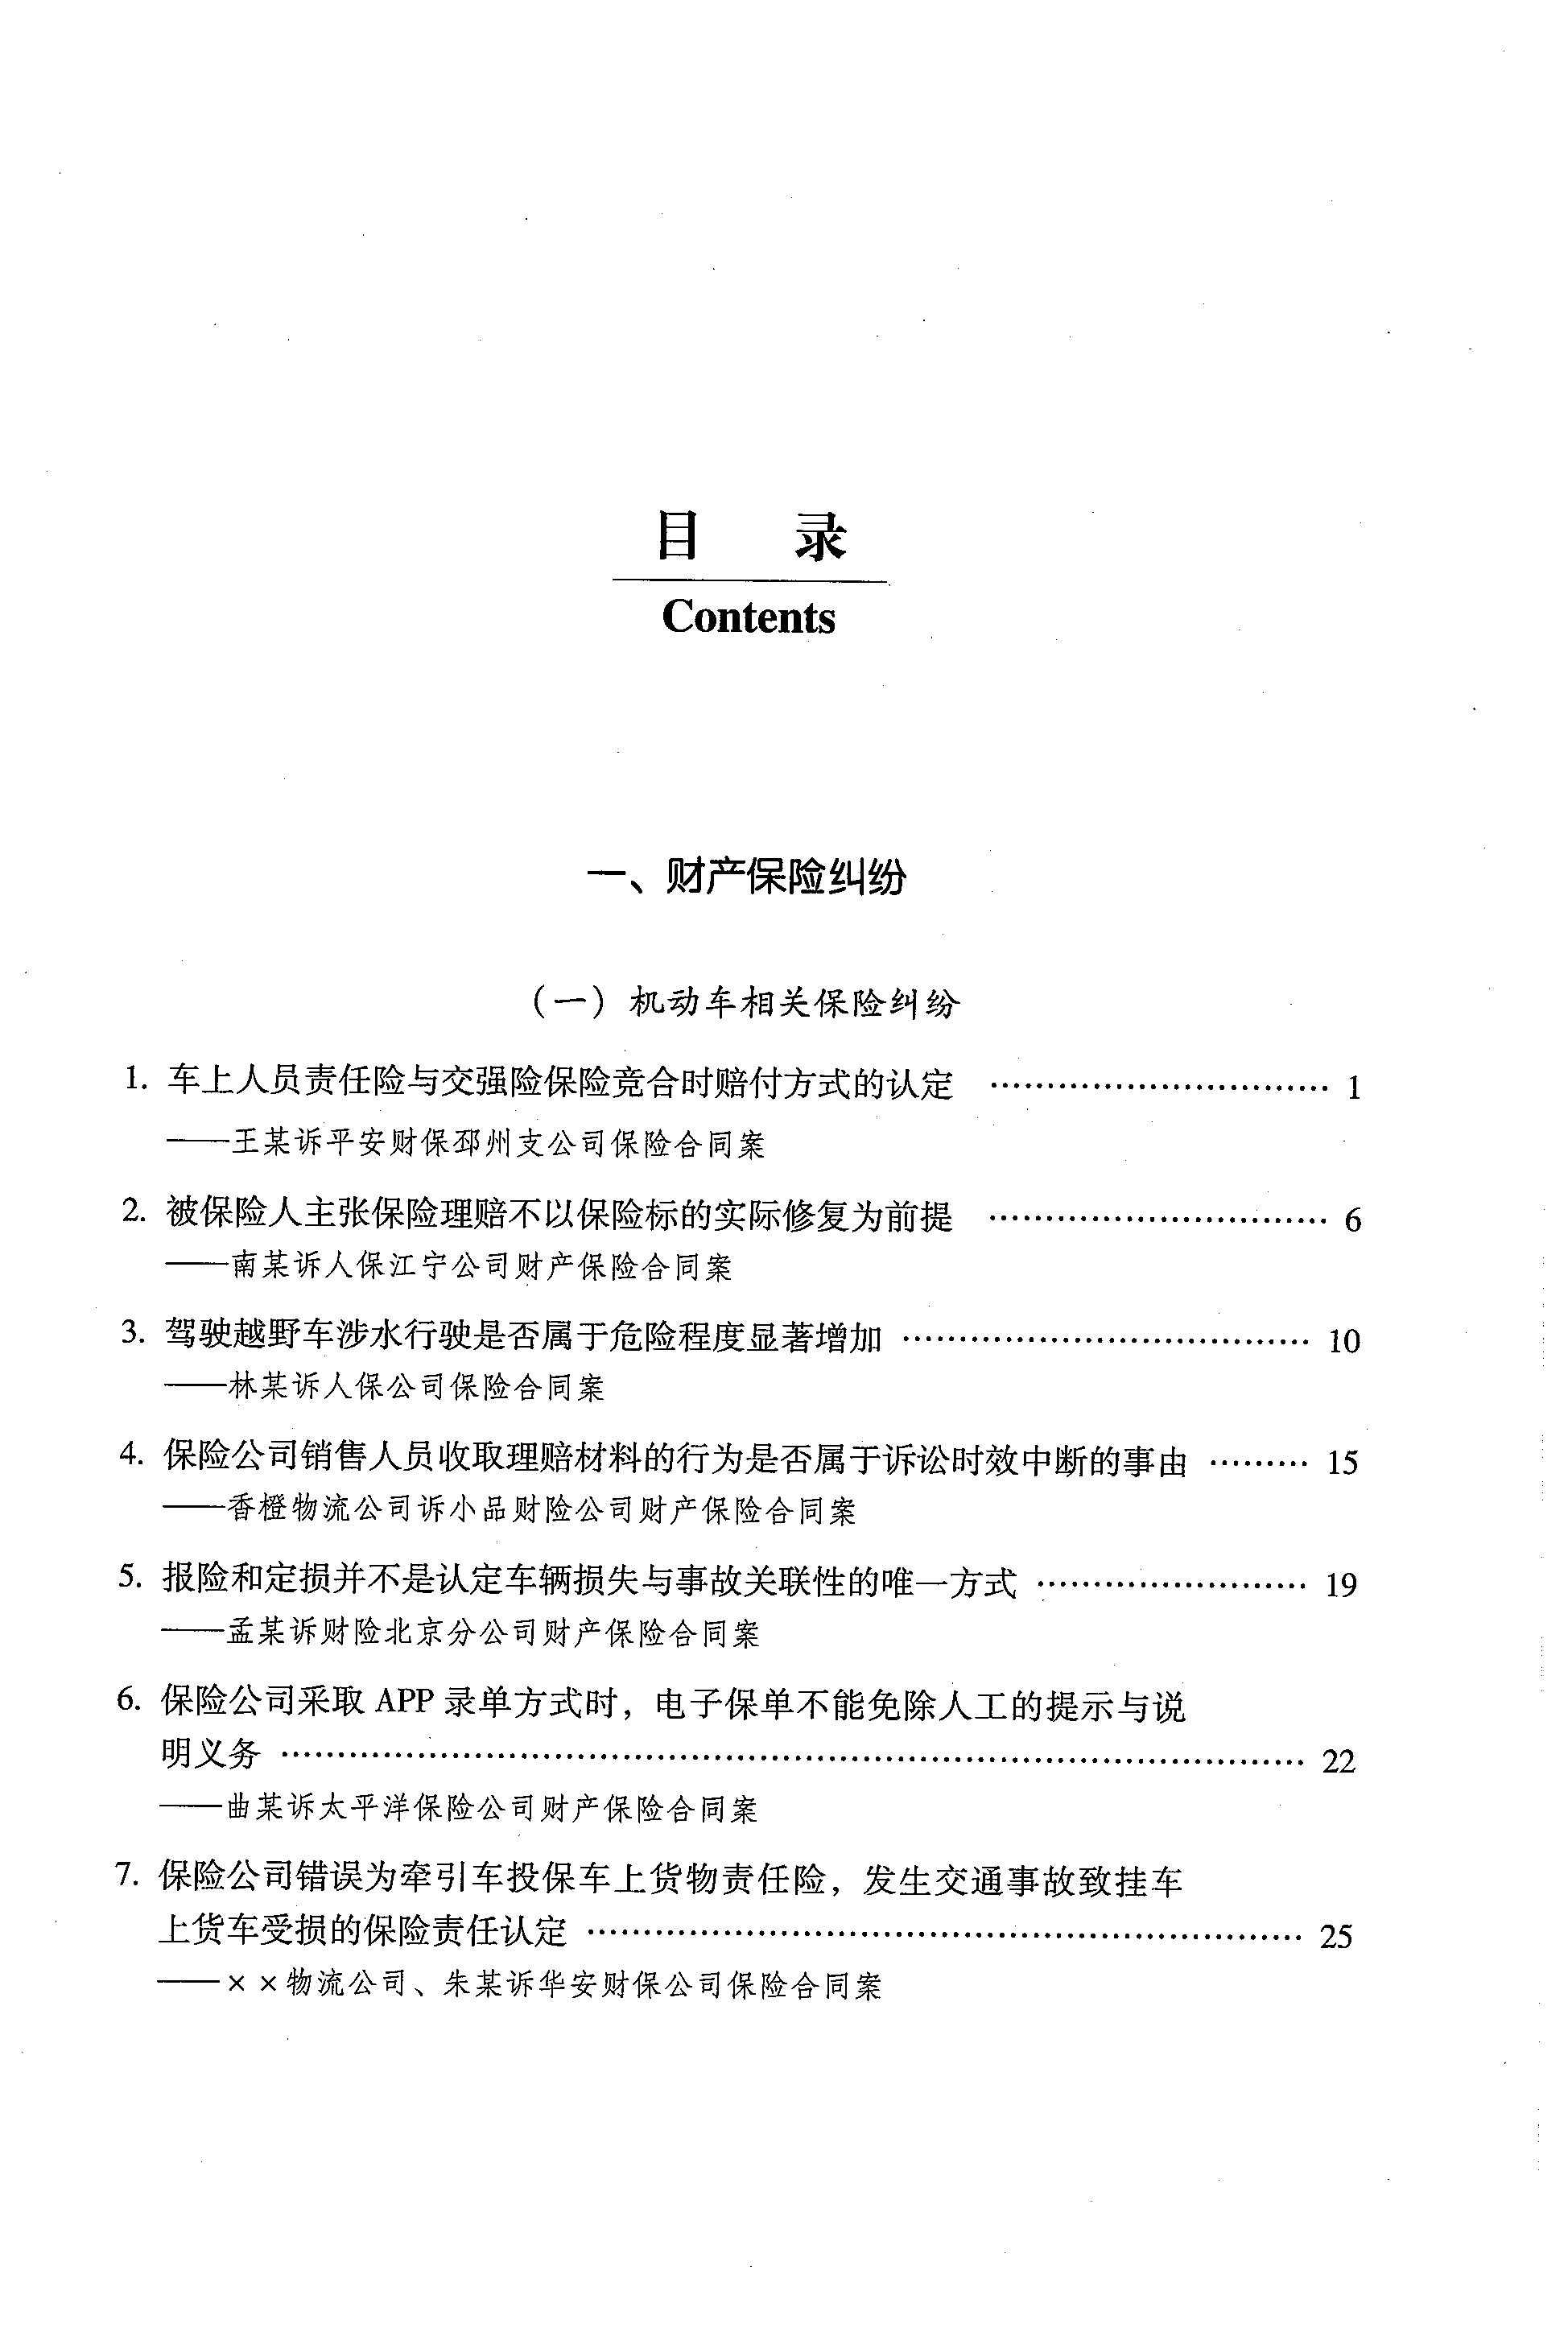 目 录
Contents
一、财产保险纠纷
（一）机动车相关保险纠纷
1. 车上人员责任险与交强险保险竞合时赔付方式的认定 ………………………… 1
——王某诉平安财保邳州支公司保险合同案
2. 被保险人主张保险理赔不以保险标的实际修复为前提 ………………………… 6
——南某诉人保江宁公司财产保险合同案
3. 驾驶越野车涉水行驶是否属于危险程度显著增加 ……………………………… 10
——林某诉人保公司保险合同案
4. 保险公司销售人员收取理赔材料的行为是否属于诉讼时效中断的事由 ……… 15
——香橙物流公司诉小品财险公司财产保险合同案
5. 报险和定损并不是认定车辆损失与事故关联性的唯一方式 …………………… 19
——孟某诉财险北京分公司财产保险合同案
6. 保险公司采取 APP 录单方式时，电子保单不能免除人工的提示与说
明义务 ……………………………………………………………………………… 22
——曲某诉太平洋保险公司财产保险合同案
7. 保险公司错误为牵引车投保车上货物责任险，发生交通事故致挂车
上货车受损的保险责任认定 ……………………………………………………… 25
——××物流公司、朱某诉华安财保公司保险合同案